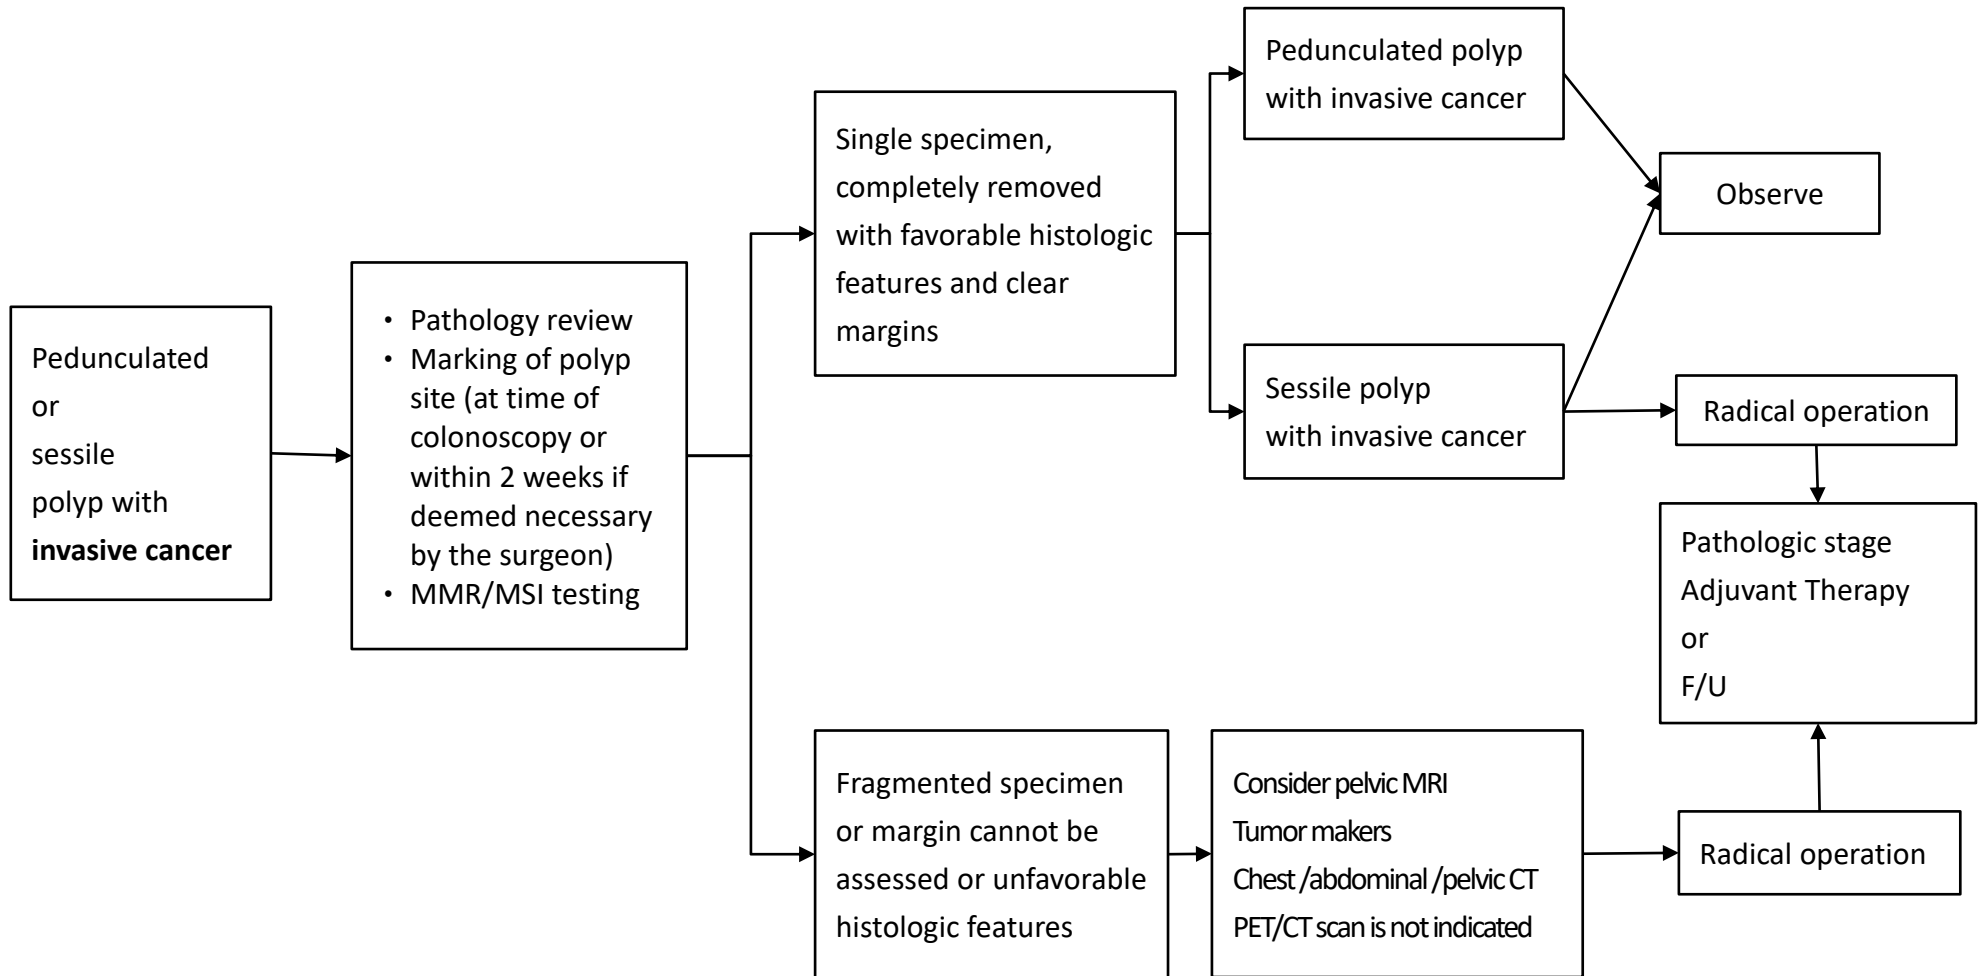 Pedunculated
or
sessile
polyp with
invasive cancer
・ Pathology review
・ Marking of polyp
site (at time of
colonoscopy or
within 2 weeks if
deemed necessary
by the surgeon)
・ MMR/MSI testing
Single specimen,
completely removed
with favorable histologic
features and clear
margins
Pedunculated polyp
with invasive cancer
Observe
Sessile polyp
with invasive cancer
Radical operation
Pathologic stage
Adjuvant Therapy
or
F/U
Fragmented specimen
or margin cannot be
assessed or unfavorable
histologic features
Consider pelvic MRI
Tumor makers
Chest /abdominal /pelvic CT
PET/CT scan is not indicated
Radical operation